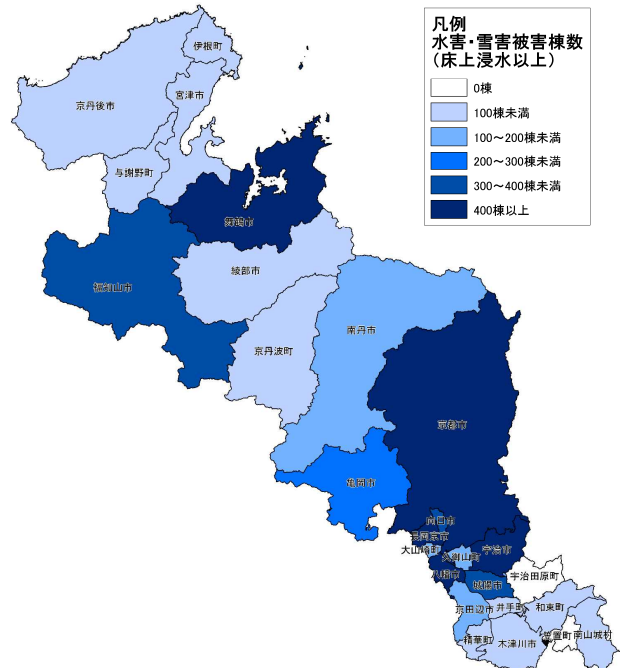 凡例
水害・雪害被害棟数
(床上浸水以上)
0棟
100棟未満
100～200棟未満
200～300棟未満
300～400棟未満
400棟以上
伊根町
京丹後市
宮津市
与謝野町
舞鶴市
綾部市
福知山市
南丹市
京丹波町
京都市
亀岡市
向日市
長岡京市
大山崎町
久御山町
宇治市
八幡市
宇治田原町
城陽市
京田辺市
井手町
和東町
精華町
木津川市
笠置町
南山城村